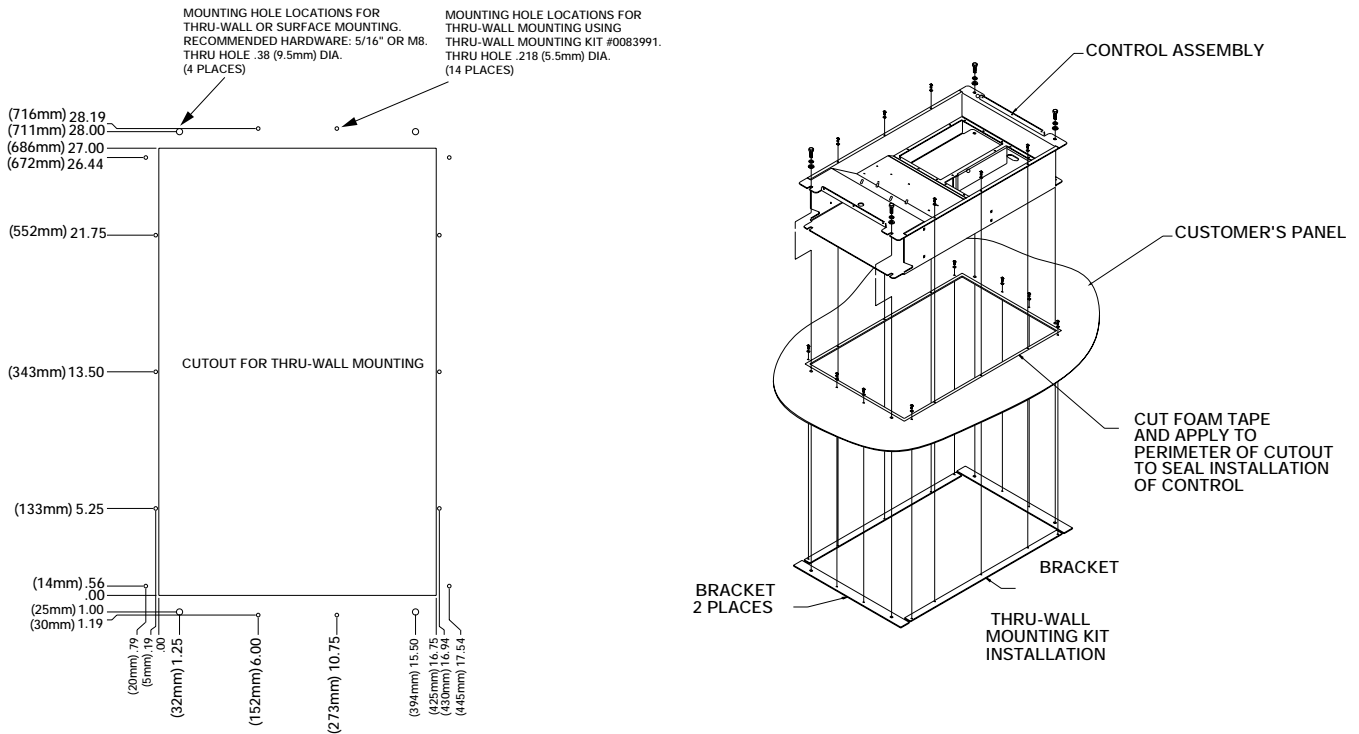 MOUNTING HOLE LOCATIONS FOR
THRU-WALL OR SURFACE MOUNTING.
RECOMMENDED HARDWARE: 5/16" OR M8.
THRU HOLE .38 (9.5mm) DIA.
(4 PLACES)
MOUNTING HOLE LOCATIONS FOR
THRU-WALL MOUNTING USING
THRU-WALL MOUNTING KIT #0083991.
THRU HOLE .218 (5.5mm) DIA.
(14 PLACES)
(716mm) 28.19
(711mm) 28.00
(686mm) 27.00
(672mm) 26.44
(552mm) 21.75
CUTOUT FOR THRU-WALL MOUNTING
(343mm) 13.50
(133mm) 5.25
(14mm) .56
.00
(25mm) 1.00
(30mm) 1.19
(20mm) .79
(5mm) .19
.00
(32mm) 1.25
(152mm) 6.00
(273mm) 10.75
(394mm) 15.50
(425mm) 16.75
(430mm) 16.94
(445mm) 17.54
CONTROL ASSEMBLY
CUSTOMER'S PANEL
CUT FOAM TAPE
AND APPLY TO
PERIMETER OF CUTOUT
TO SEAL INSTALLATION
OF CONTROL
BRACKET
BRACKET
2 PLACES
THRU-WALL
MOUNTING KIT
INSTALLATION